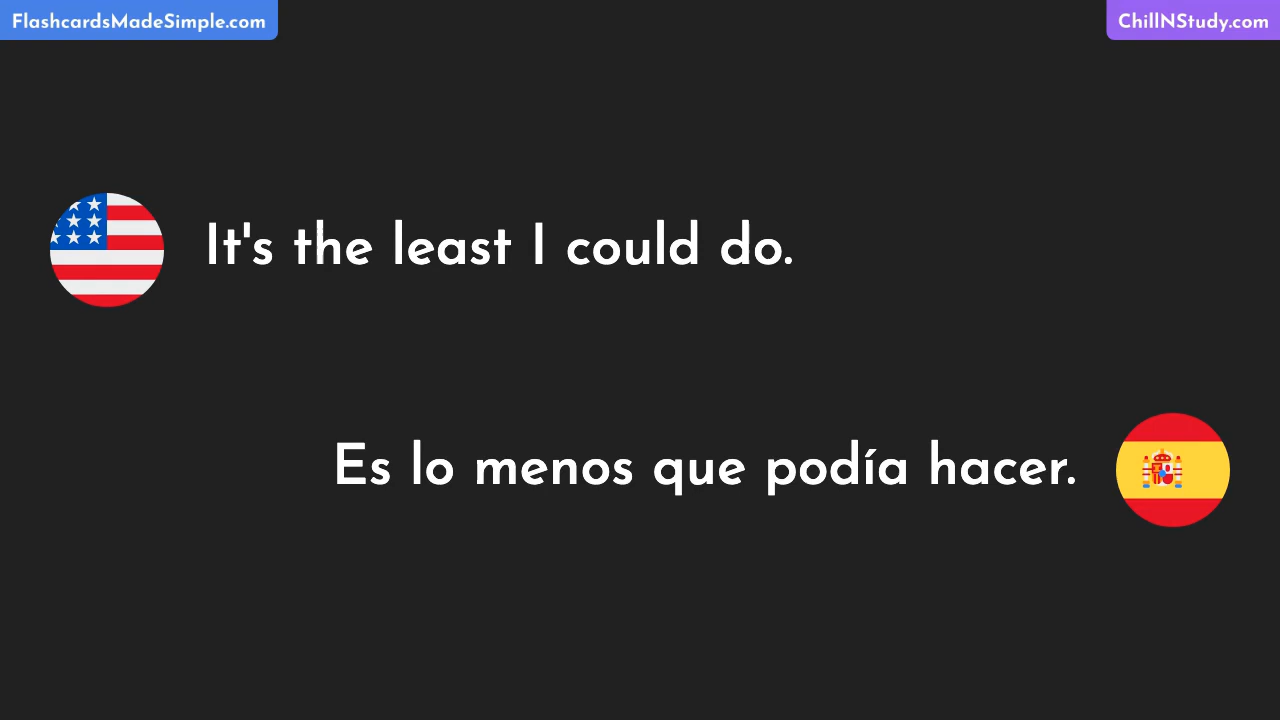 FlashcardsMadeSimple.com
ChillNStudy.com
It's the least I could do.
Es lo menos que podía hacer.